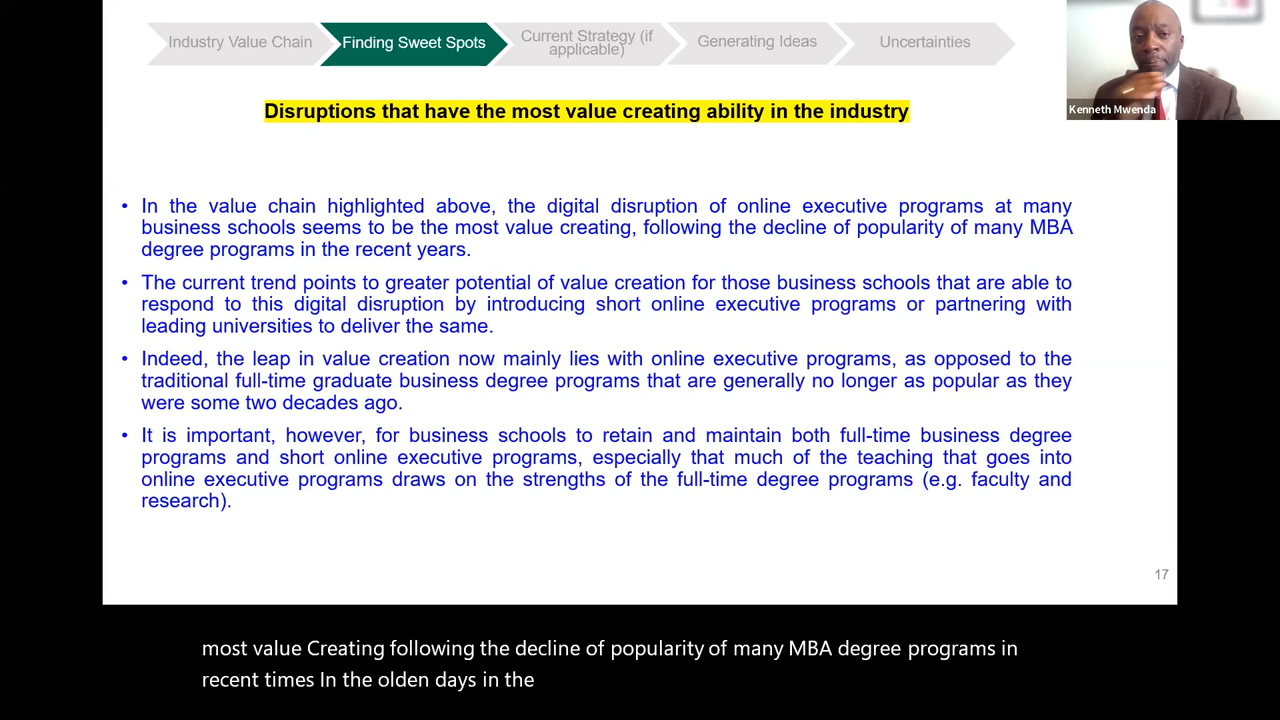 Industry Value Chain
Finding Sweet Spots
Current Strategy (if
applicable)
Generating Ideas
Uncertainties
Kenneth Mwenda
Disruptions that have the most value creating ability in the industry
• In the value chain highlighted above, the digital disruption of online executive programs at many
business schools seems to be the most value creating, following the decline of popularity of many MBA
degree programs in the recent years.
• The current trend points to greater potential of value creation for those business schools that are able to
respond to this digital disruption by introducing short online executive programs or partnering with
leading universities to deliver the same.
• Indeed, the leap in value creation now mainly lies with online executive programs, as opposed to the
traditional full-time graduate business degree programs that are generally no longer as popular as they
were some two decades ago.
• It is important, however, for business schools to retain and maintain both full-time business degree
programs and short online executive programs, especially that much of the teaching that goes into
online executive programs draws on the strengths of the full-time degree programs (e.g. faculty and
research).
17
most value Creating following the decline of popularity of many MBA degree programs in
recent times In the olden days in the